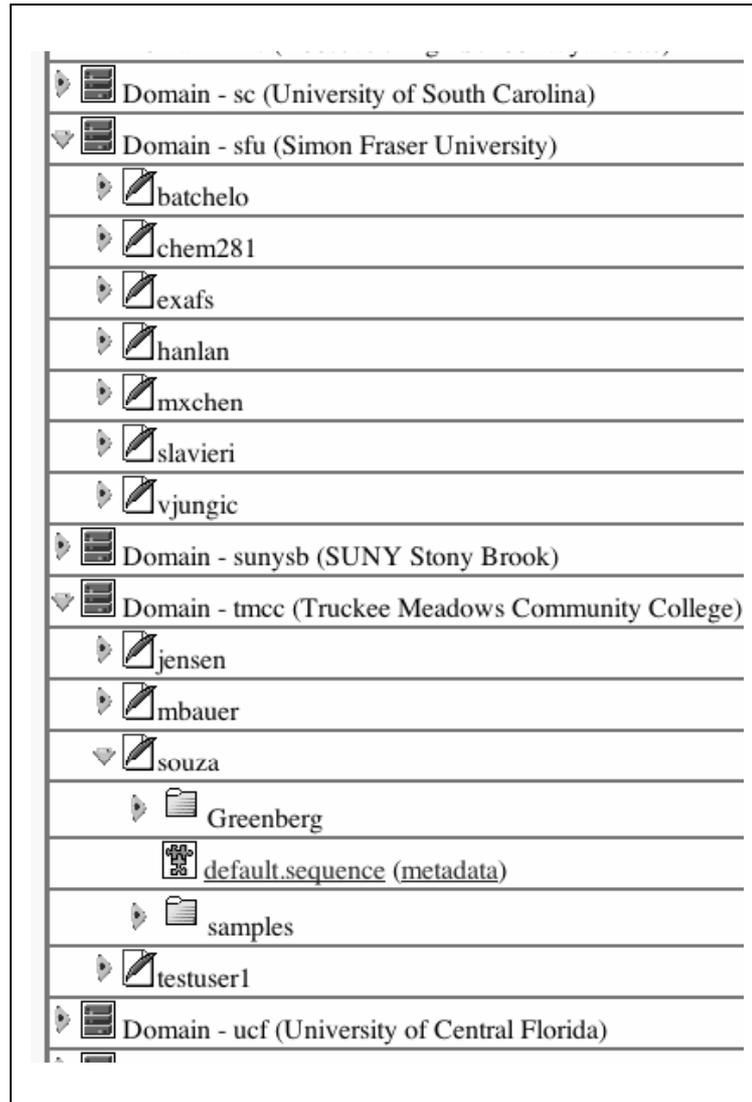 Domain - sc (University of South Carolina)
Domain - sfu (Simon Fraser University)
batchelo
chem281
exafs
hanlan
mxchen
slavieri
vjungic
Domain - sunysb (SUNY Stony Brook)
Domain - tmcc (Truckee Meadows Community College)
jensen
mbauer
souza
Greenberg
default.sequence (metadata)
samples
testuser1
Domain - ucf (University of Central Florida)